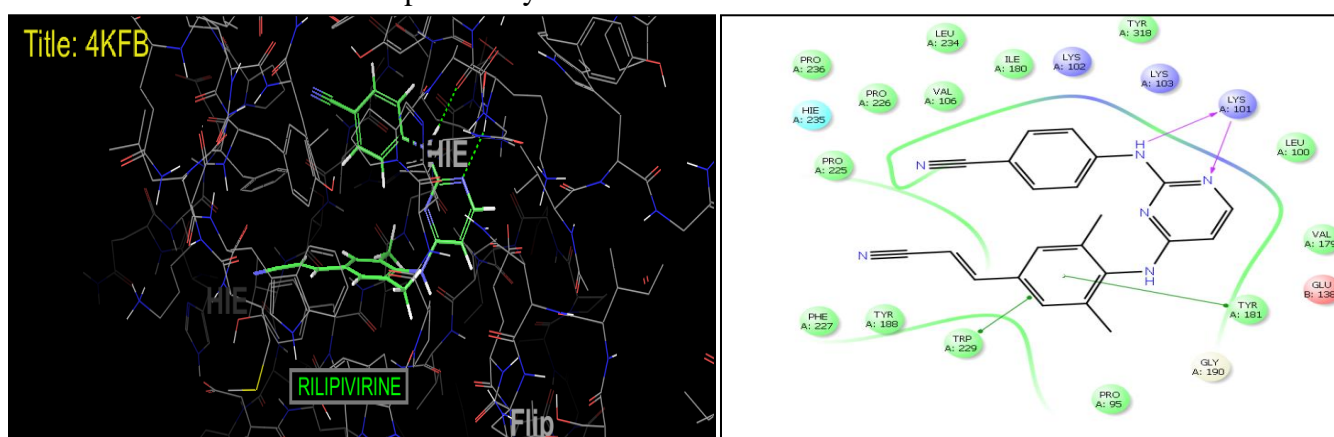 Title: 4KFB
HIE
HIE
RILIPIVIRINE
Flip
LEU
A: 234
TYR
A: 318
PRO
A: 236
ILE
A: 180
LYS
A: 102
LYS
A: 103
PRO
A: 226
VAL
A: 106
LYS
A: 101
HIE
A: 235
LEU
A: 100
PRO
A: 225
H
N
N
N
N
N
N
H
VAL
A: 179
GLU
B: 138
PHE
A: 227
TYR
A: 188
TRP
A: 229
TYR
A: 181
GLY
A: 190
PRO
A: 95